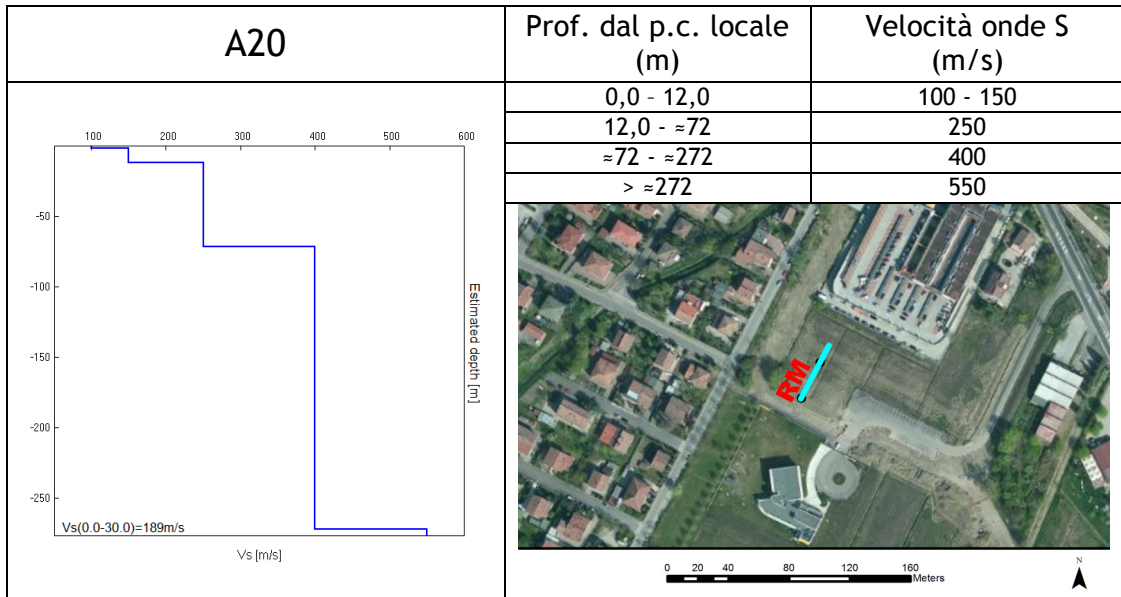 A20
Prof. dal p.c. locale (m)
Velocità onde S (m/s)
0,0 – 12,0
100 - 150
12,0 - ≈72
250
≈72 - ≈272
400
> ≈272
550
100 200 300 400 500 600
-50
-100
-150
-200
-250
Estimated depth [m]
Vs(0.0-30.0)=189m/s
Vs [m/s]
RM
0 20 40 80 120 160
Meters
N